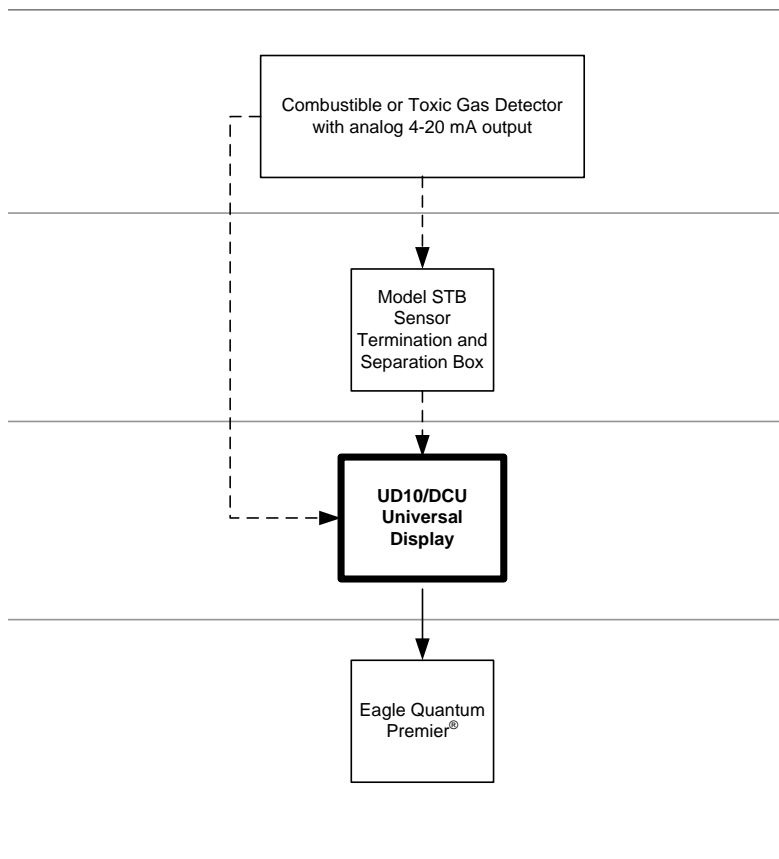 Combustible or Toxic Gas Detector
with analog 4-20 mA output
Model STB
Sensor
Termination and
Separation Box
UD10/DCU
Universal
Display
Eagle Quantum
Premier®